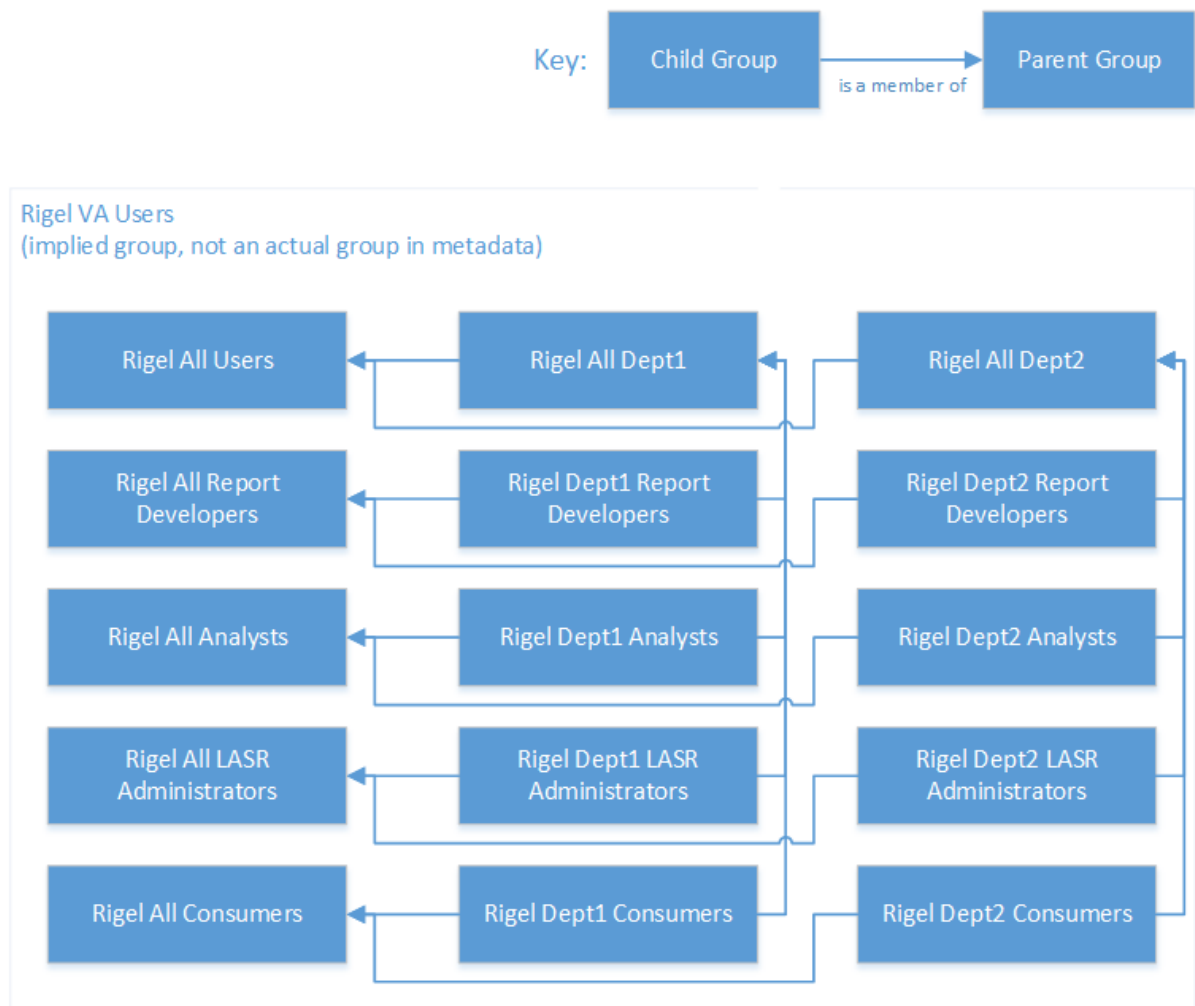 Key:
Child Group
is a member of
Parent Group
Rigel VA Users
(implied group, not an actual group in metadata)
Rigel All Users
Rigel All Dept1
Rigel All Dept2
Rigel All Report
Developers
Rigel Dept1 Report
Developers
Rigel Dept2 Report
Developers
Rigel All Analysts
Rigel Dept1 Analysts
Rigel Dept2 Analysts
Rigel All LASR
Administrators
Rigel Dept1 LASR
Administrators
Rigel Dept2 LASR
Administrators
Rigel All Consumers
Rigel Dept1 Consumers
Rigel Dept2 Consumers